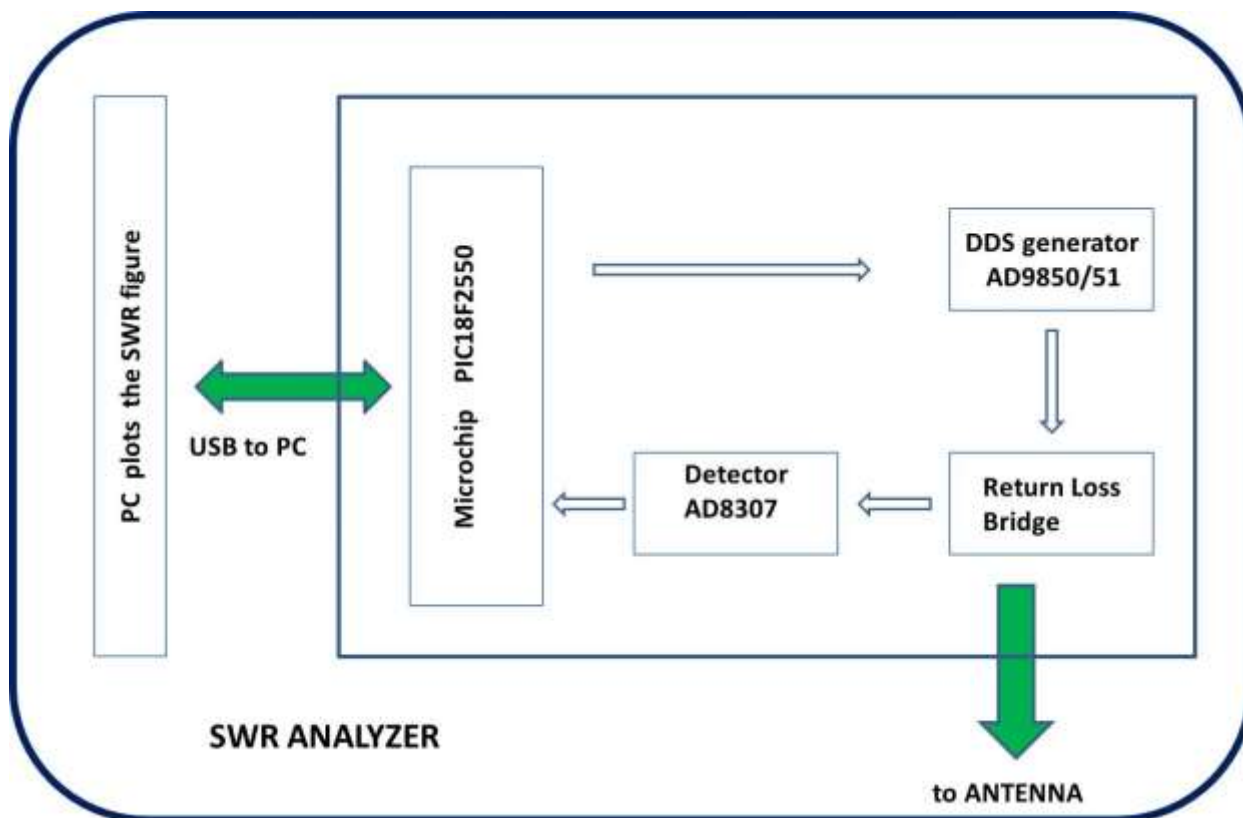 PC plots the SWR figure
USB to PC
Microchip PIC18F2550
DDS generator
AD9850/51
Detector
AD8307
Return Loss
Bridge
SWR ANALYZER
to ANTENNA